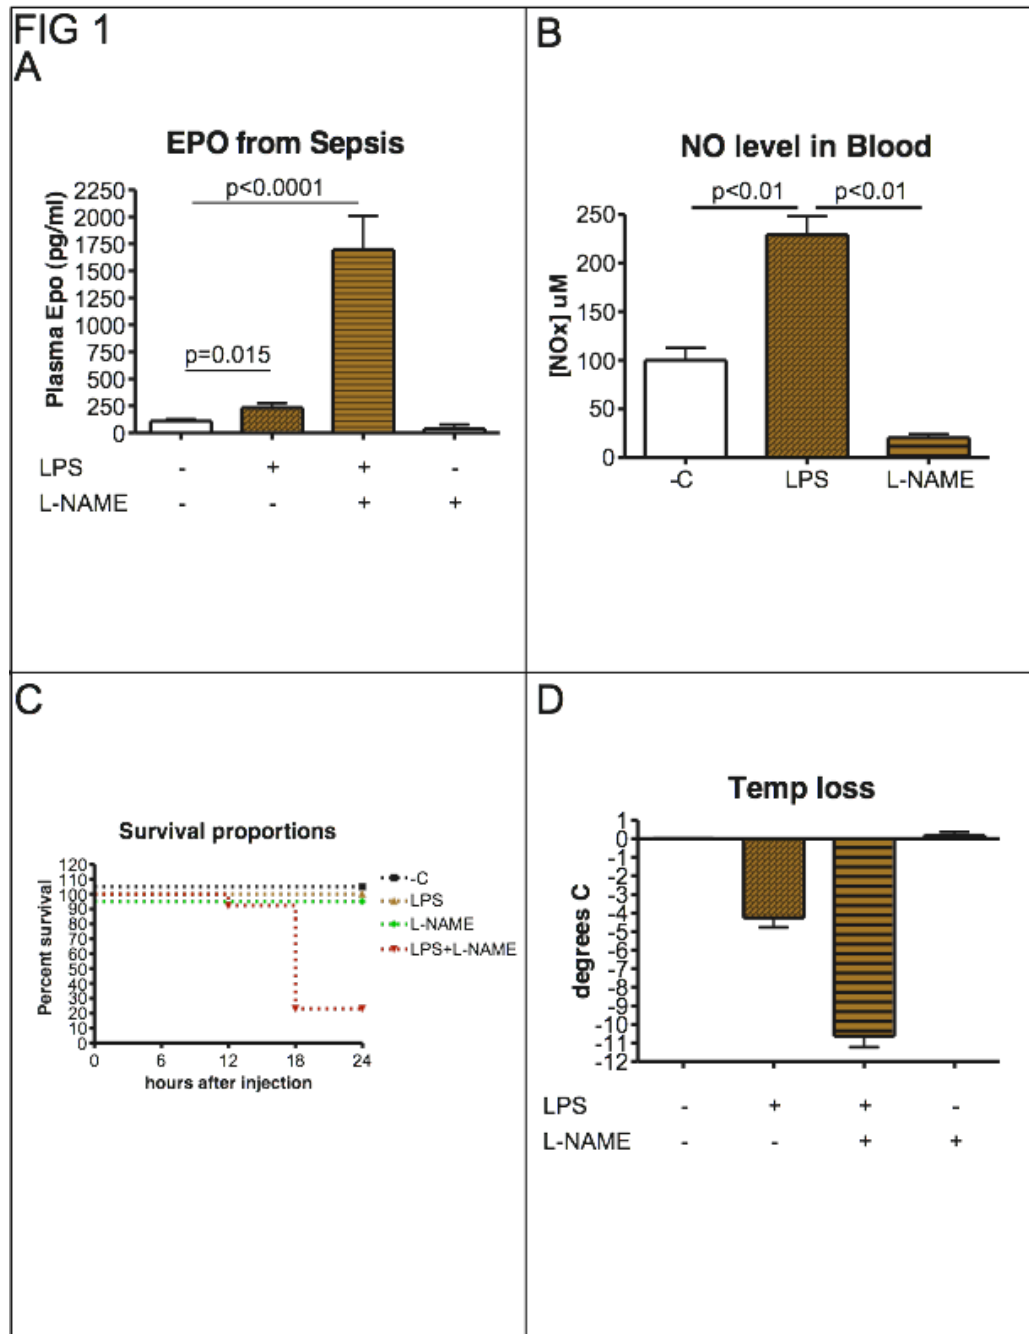 FIG 1
A
EPO from Sepsis
p<0.0001
p=0.015
Plasma Epo (pg/ml)
2250
2000
1750
1500
1250
1000
750
500
250
0
LPS - + + -
L-NAME - - + +
B
NO level in Blood
p<0.01 p<0.01
[NOx] uM
250
200
150
100
50
0
-C LPS L-NAME
C
Survival proportions
Percent survival
120
110
100
90
80
70
60
50
40
30
20
10
0
0 6 12 18 24
hours after injection
-C
LPS
L-NAME
LPS+L-NAME
D
Temp loss
degrees C
1
0
-1
-2
-3
-4
-5
-6
-7
-8
-9
-10
-11
-12
LPS - + + -
L-NAME - - + +